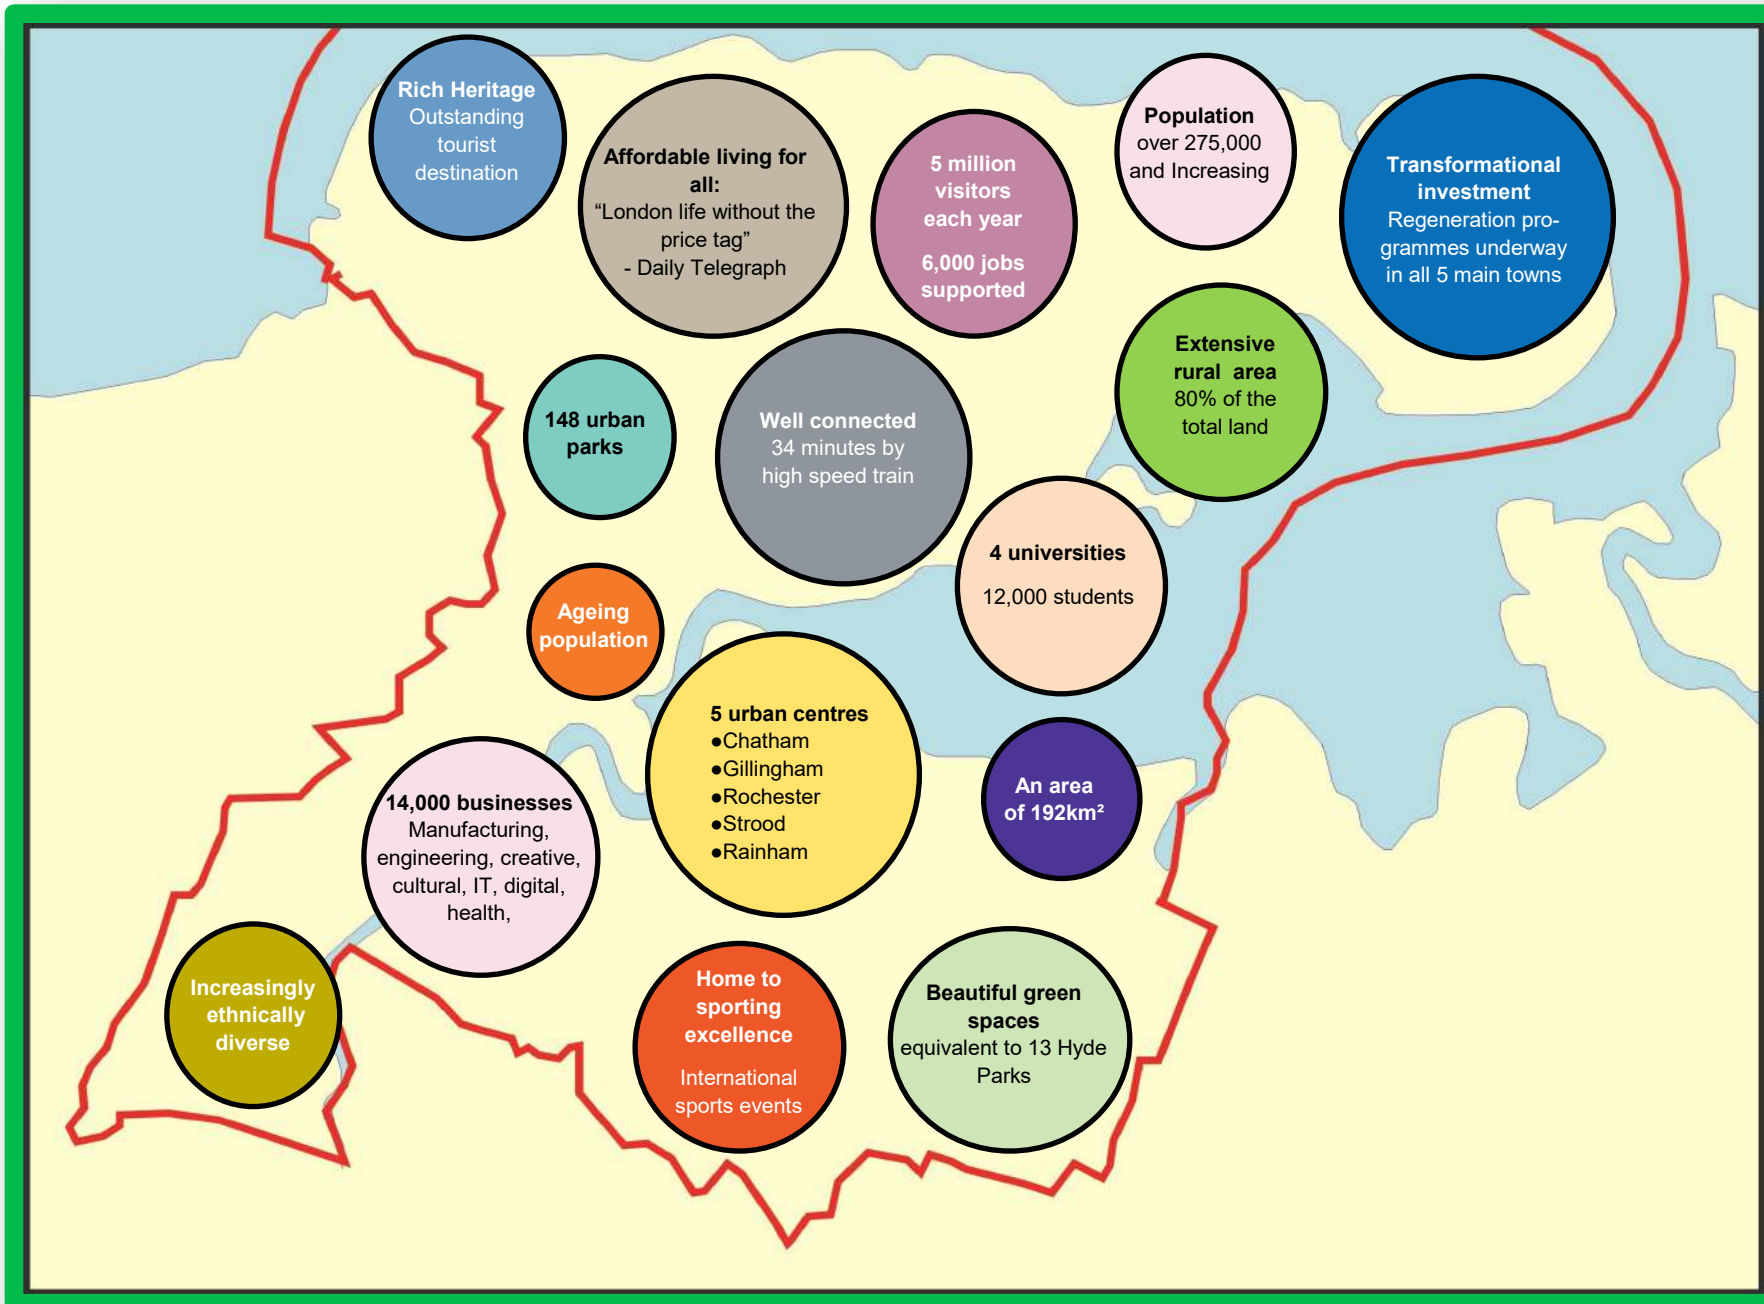 Rich Heritage
Outstanding
tourist
destination
Affordable living for
all:
“London life without the
price tag”
- Daily Telegraph
5 million
visitors
each year
6,000 jobs
supported
Population
over 275,000
and Increasing
Transformational
investment
Regeneration pro-
grammes underway
in all 5 main towns
148 urban
parks
Well connected
34 minutes by
high speed train
Extensive
rural area
80% of the
total land
4 universities
12,000 students
Ageing
population
5 urban centres
●Chatham
●Gillingham
●Rochester
●Strood
●Rainham
An area
of 192km²
14,000 businesses
Manufacturing,
engineering, creative,
cultural, IT, digital,
health,
Increasingly
ethnically
diverse
Home to
sporting
excellence
International
sports events
Beautiful green
spaces
equivalent to 13 Hyde
Parks